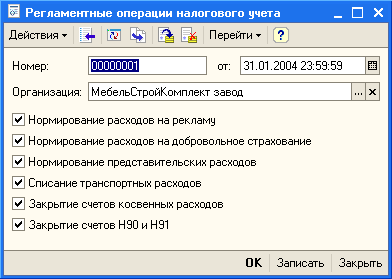 Регламентные операции налогового учета
Действия Перейти
Номер: 00000001 от: 31.01.2004 23:59:59
Организация: МебельСтройКомплект завод ...
Нормирование расходов на рекламу
Нормирование расходов на добровольное страхование
Нормирование представительских расходов
Списание транспортных расходов
Закрытие счетов косвенных расходов
Закрытие счетов Н90 и Н91
OK Записать Закрыть